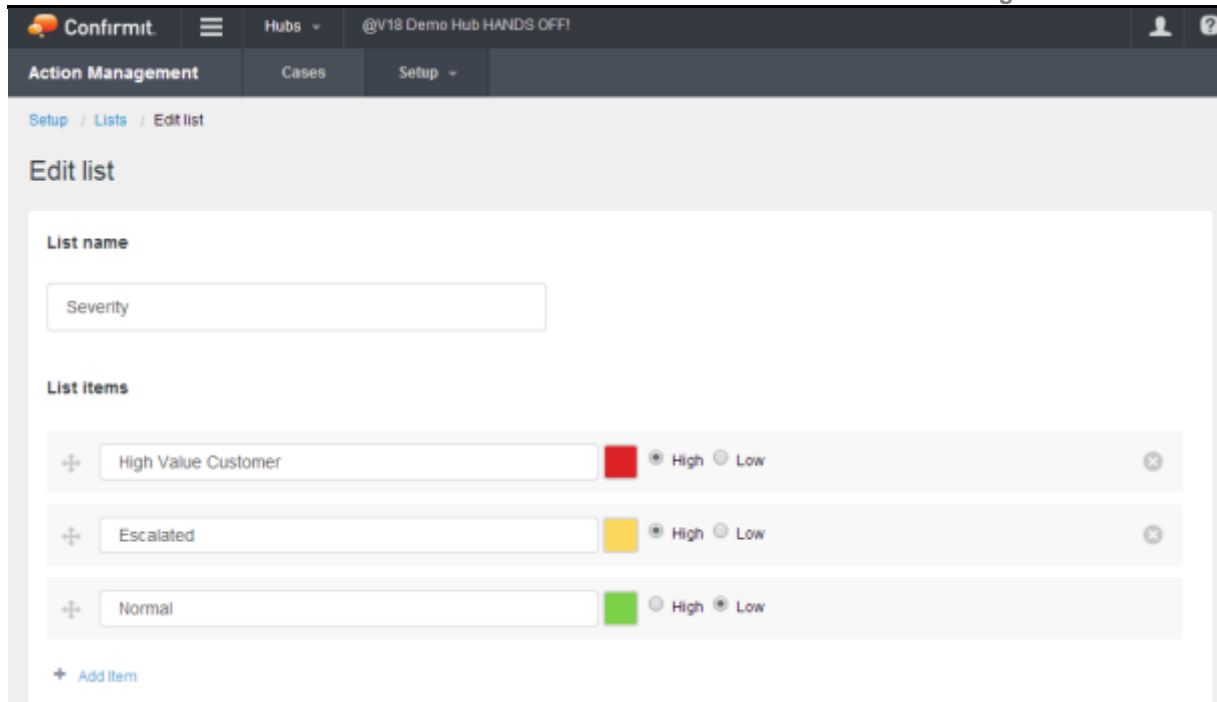 Confirmit. Hubs @V18 Demo Hub HANDS OFF!
Action Management Cases Setup
Setup / Lists / Edit list
Edit list
List name
Severity
List items
High Value Customer High Low
Escalated High Low
Normal High Low
+ Add Item